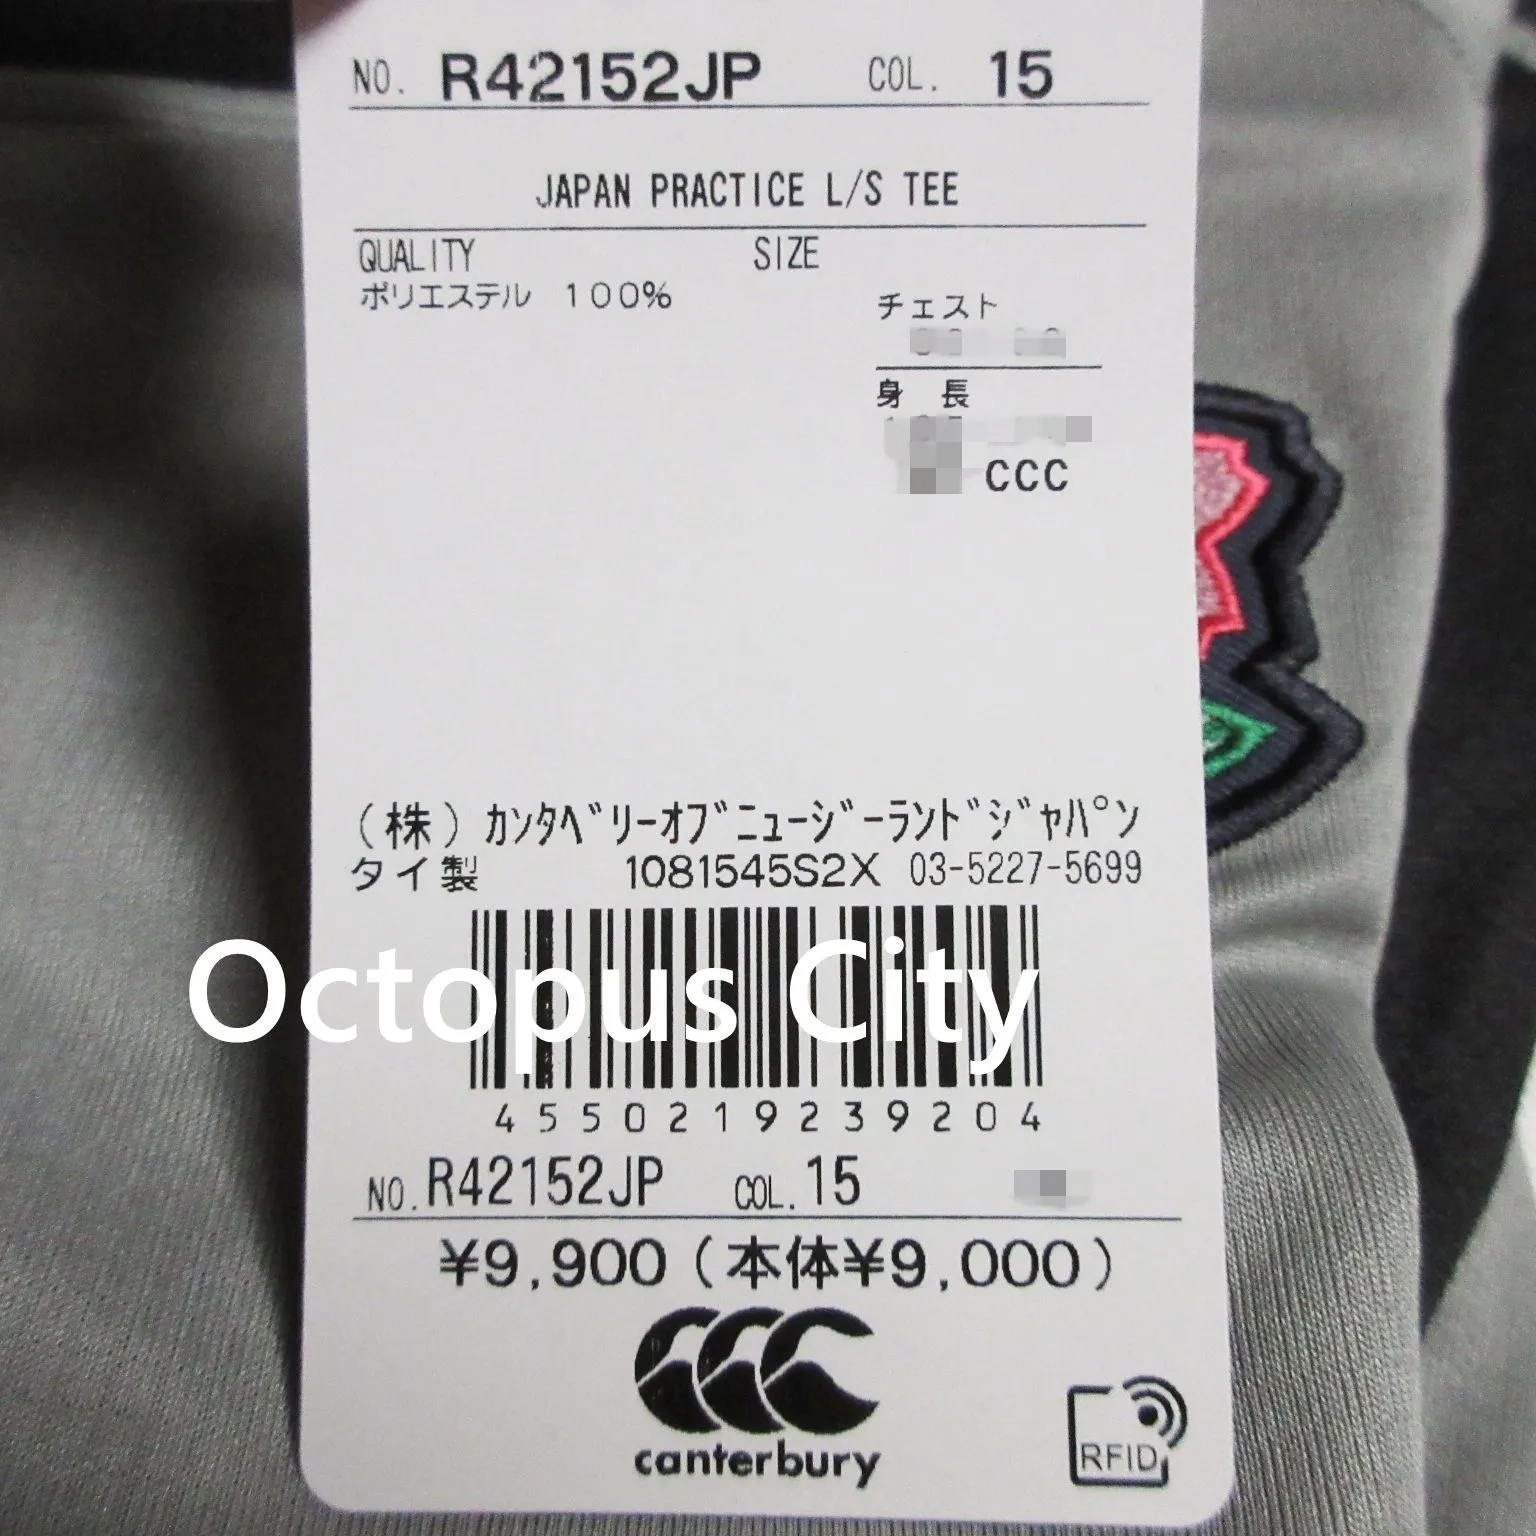 NO. R42152JP COL. 15
JAPAN PRACTICE L/S TEE
QUALITY SIZE
ポリエステル 100%
チェスト
身 長
CCC
(株)カンタベリーオブニュージーランドジャパン
タイ製 1081545S2X 03-5227-5699
Octopus City
4550219239204
NO. R42152JP COL. 15
¥9,900(本体¥9,000)
canterbury
RFID